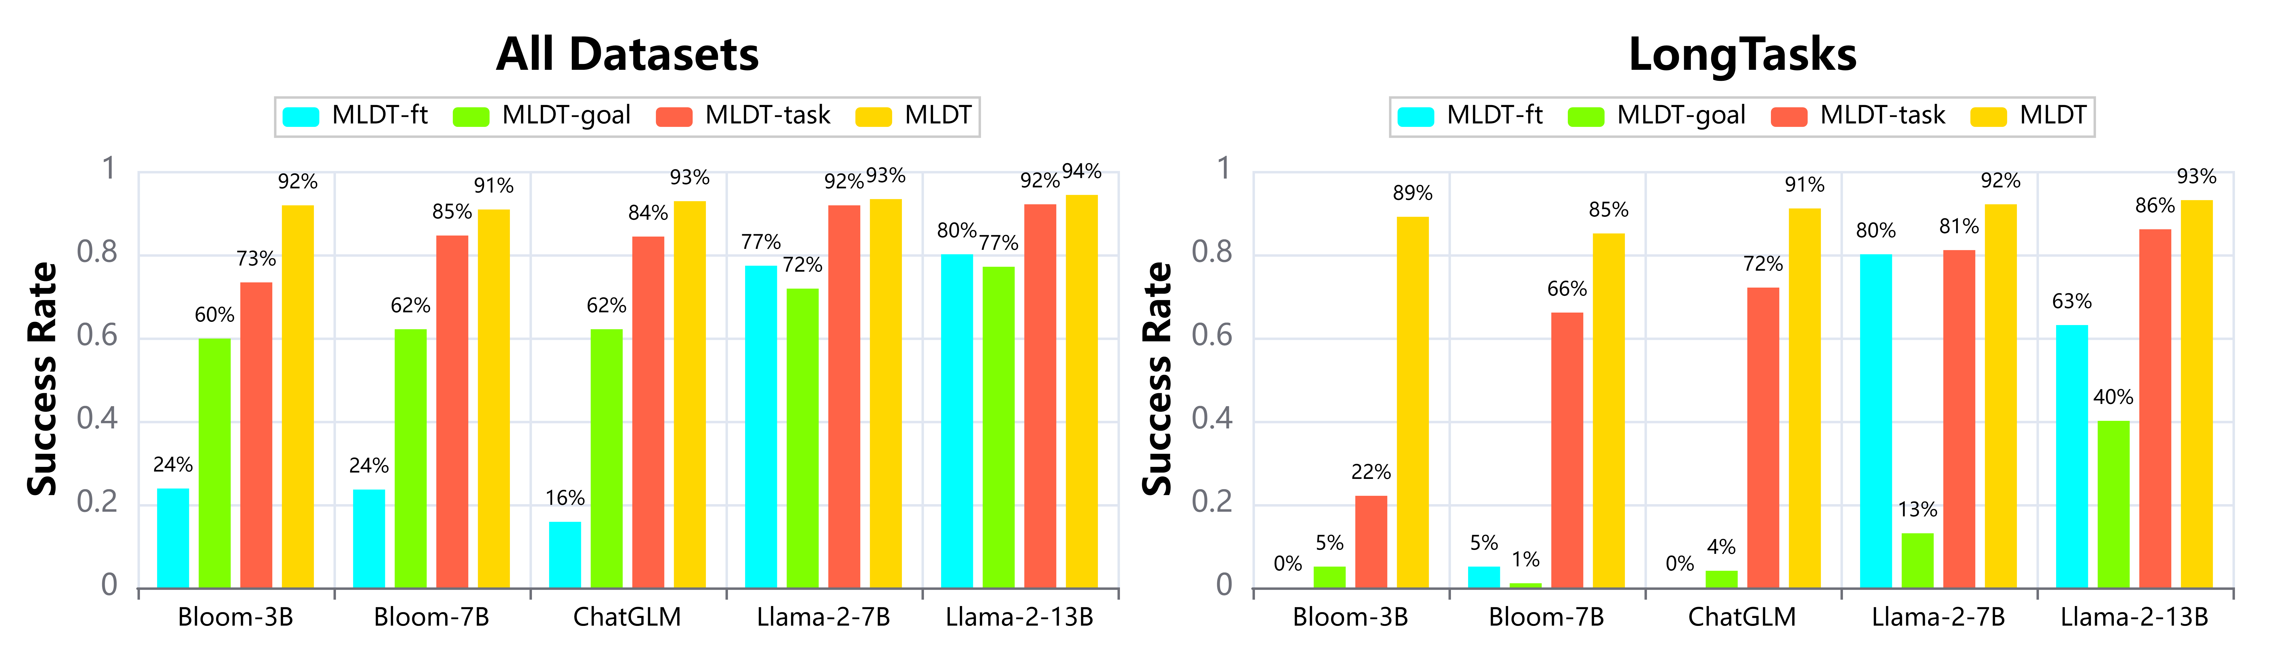 All Datasets
MLDT-ft MLDT-goal MLDT-task MLDT
Success Rate
1
0.8
0.6
0.4
0.2
0
24% 60% 73% 92%
24% 62% 85% 91%
16% 62% 84% 93%
77% 72% 92% 93%
80% 77% 92% 94%
Bloom-3B Bloom-7B ChatGLM Llama-2-7B Llama-2-13B
LongTasks
MLDT-ft MLDT-goal MLDT-task MLDT
Success Rate
1
0.8
0.6
0.4
0.2
0
0% 5% 22% 89%
5% 1% 66% 85%
0% 4% 72% 91%
80% 13% 81% 92%
63% 40% 86% 93%
Bloom-3B Bloom-7B ChatGLM Llama-2-7B Llama-2-13B